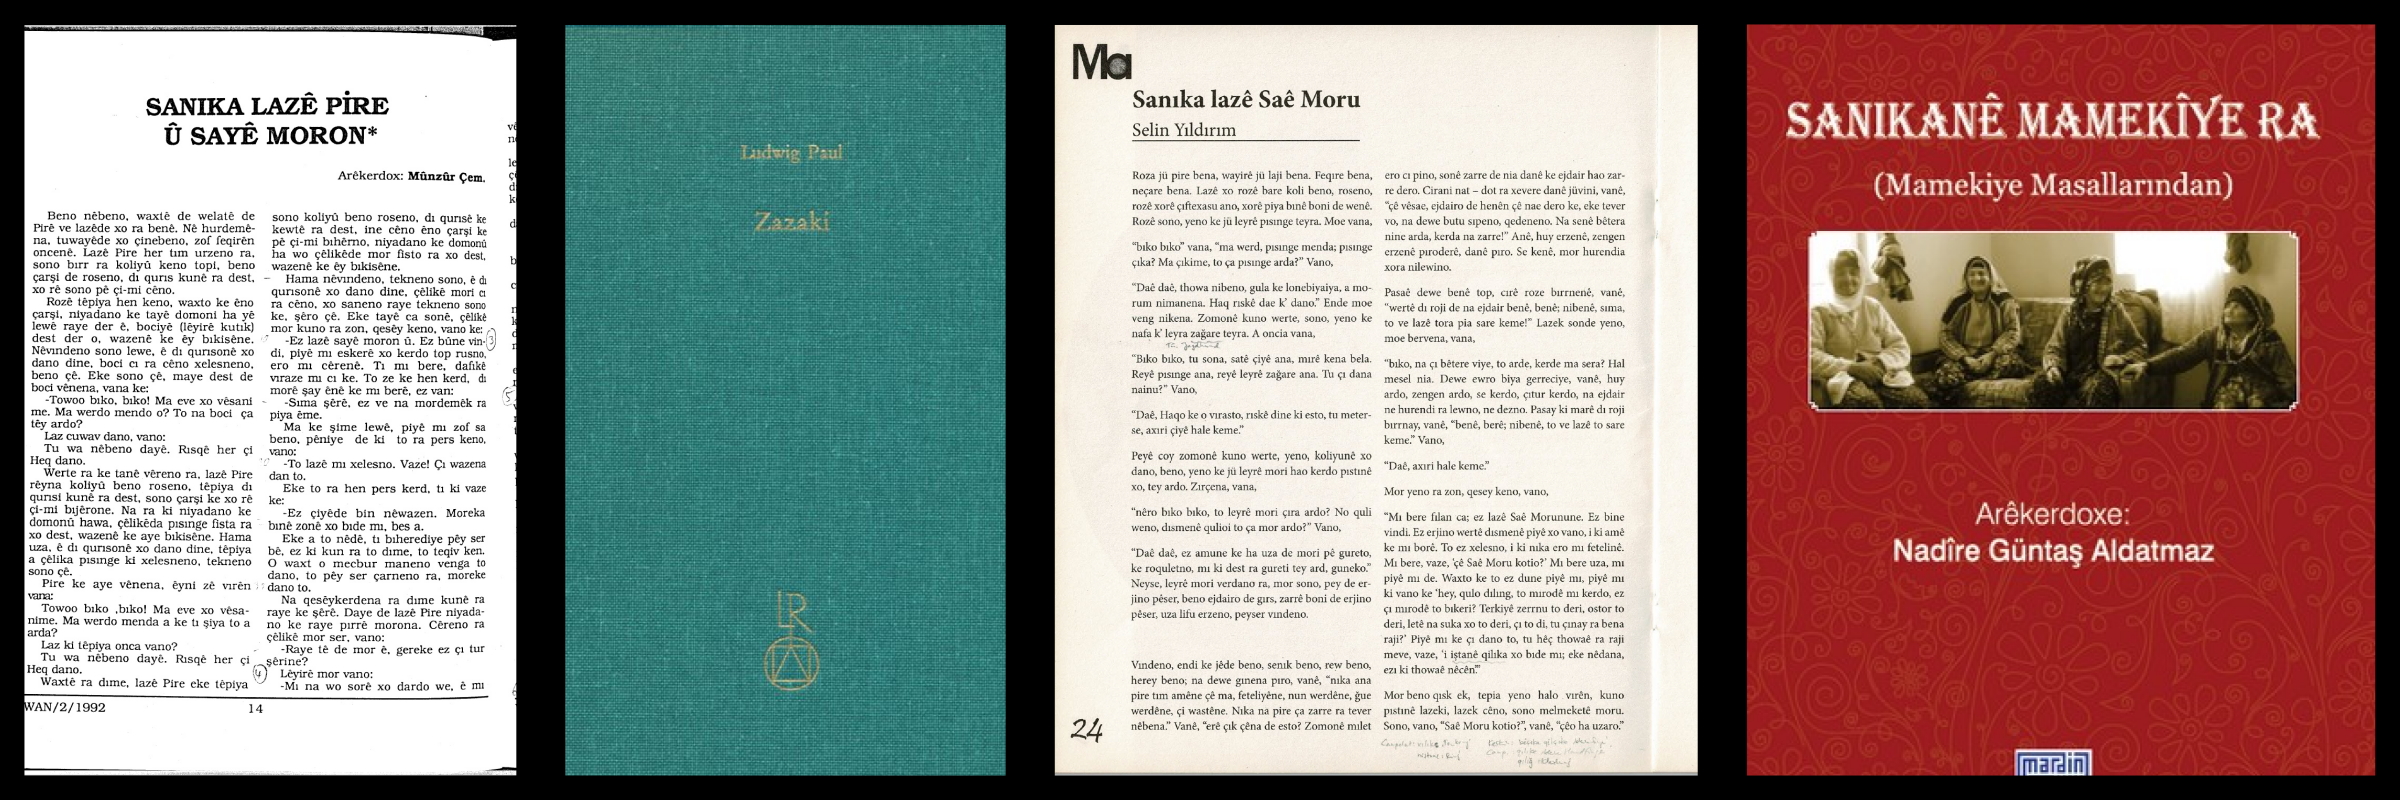 SANIKA LAZÊ PİRE
Û SAYÊ MORON*
Arêkerdox: Mûnzûr Çem.
Beno nêbeno, waxtê de welatê de
Pirê ve lazêde xo ra benê. Nê hurdemê-
na, tuwayêde xo çinebeno, zof feqirên
oncenê. Lazê Pire her tım urzeno ra,
sono bırr ra koliyû keno topi, beno
çarşi de roseno, dı qurıs kunê ra dest,
xo rê sono pê çi-mi cêno.
Rozê têpiya hen keno, waxto ke êno
çarşi, niyadano ke tayê domoni ha yê
lewê raye der ê, bociyê (lêyirê kutık)
dest der o, wazenê ke êy bıkisêne.
Nêvındeno sono lewe, ê dı qurısonê xo
dano dine, boci cı ra cêno xelesneno,
beno çê. Eke sono çê, maye dest de
boci vênena, vana ke:
-Towoo bıko, bıko! Ma eve xo vêsani
me. Ma werdo mendo o? To na boci ça
têy ardo?
Laz cuwav dano, vano:
Tu wa nêbeno dayê. Rısqê her çi
Heq dano.
Werte ra ke tanê vêreno ra, lazê Pire
rêyna koliyû beno roseno, têpiya dı
qurısi kunê ra dest, sono çarşi ke xo rê
çi-mi bıjêrone. Na ra ki niyadano ke
domonû hawa, çêlikêda pısınge fista ra
xo dest, wazenê ke aye bıkisêne. Hama
uza, ê dı qurısonê xo dano dine, têpiya
a çêlika pısınge ki xelesneno, tekneno
sono çê.
Pire ke aye vênena, êyni zê vırên
vana:
Towoo bıko ,bıko! Ma eve xo vêsa-
nime. Ma werdo menda a ke tı şiya to a
arda?
Laz ki têpiya onca vano?
Tu wa nêbeno dayê. Rısqê her çi
Heq dano.
Waxtê ra dıme, lazê Pire eke têpiya
sono koliyû beno roseno, dı qurısê ke
kewtê ra dest, ine cêno êno çarşi ke
pê çi-mi bıhêrno, niyadano ke domonû
ha wo çêlikêde mor fisto ra xo dest,
wazenê ke êy bıkisêne.
Hama nêvındeno, tekneno sono, ê dı
qurısonê xo dano dine, çêlikê mori cı
ra cêno, xo saneno raye tekneno sono
ke, şêro çê. Eke tayê ca sonê, çêlikê
mor kuno ra zon, qesêy keno, vano ke:
-Ez lazê sayê moron û. Ez bûne vin-
di, piyê mı eskerê xo kerdo top rusno,
ero mı cêrenê. Tı mı bere, dafıkê
vıraze mı cı ke. To ze ke hen kerd, dı
morê şay ênê ke mı berê, ez van:
-Sıma şêrê, ez ve na mordemêk ra
piya ême.
Ma ke şime lewê, piyê mı zof sa
beno, pêniye de ki to ra pers keno,
vano:
-To lazê mı xelesno. Vaze! Çı wazena
dan to.
Eke to ra hen pers kerd, tı ki vaze
ke:
-Ez çiyêde bin nêwazen. Moreka
bınê zonê xo bıde mı, bes a.
Eke a to nêdê, tı bıherediye pêy ser
bê, ez ki kun ra to dıme, to teqiv ken.
O waxt o mecbur maneno venga to
dano, to pêy ser çarneno ra, moreke
dano to.
Na qesêykerdena ra dıme kunê ra
raye ke şêrê. Daye de lazê Pire niyada-
no ke raye pırrê morona. Cêreno ra
çêlikê mor ser, vano:
-Raye tê de mor ê, gereke ez çı tur
şêrine?
Lêyirê mor vano:
-Mı na wo sorê xo dardo we, ê mı
WAN/2/1992
14
Ludwig Paul
Zazaki
LR
Ma
Sanıka lazê Saê Moru
Selin Yıldırım
Roza jü pire bena, wayirê jü laji bena. Feqıre bena,
neçare bena. Lazê xo rozê bare koli beno, roseno,
rozê xorê çıftexasu ano, xorê piya bınê boni de wenê.
Rozê sono, yeno ke jü leyrê pısınge teyra. Moe vana,
“bıko bıko” vana, “ma werd, pısınge menda; pısınge
çıka? Ma çıkime, to ça pısınge arda?” Vano,
“Daê daê, thowa nibeno, gula ke lonebiyaiya, a mo-
rum nimanena. Haq rıskê dae k’ dano.” Ende moe
veng nikena. Zomonê kuno werte, sono, yeno ke
nafa k’ leyra zağare teyra. A oncia vana,
“Bıko bıko, tu sona, satê çiyê ana, mırê kena bela.
Reyê pısınge ana, reyê leyrê zağare ana. Tu çı dana
nainu?” Vano,
“Daê, Haqo ke o vırasto, rıskê dine ki esto, tu meter-
se, axıri çiyê hale keme.”
Peyê coy zomonê kuno werte, yeno, koliyunê xo
dano, beno, yeno ke jü leyrê mori hao kerdo pıstınê
xo, tey ardo. Zırçena, vana,
“nêro bıko bıko, to leyrê mori çıra ardo? No quli
weno, dısmenê qulioi to ça mor ardo?” Vano,
“Daê daê, ez amune ke ha uza de mori pê gureto,
ke roquletno, mı ki dest ra gureti tey ard, guneko.”
Neyse, leyrê mori verdano ra, mor sono, pey de er-
jino pêser, beno ejdairo de gırs, zarrê boni de erjino
pêser, uza lifu erzeno, peyser vındeno.
Vındeno, endi ke jêde beno, senık beno, rew beno,
herey beno; na dewe gınena pıro, vanê, “nıka ana
pire tım amêne çê ma, feteliyêne, nun werdêne, ğue
werdêne, çi wastêne. Nıka na pire ça zarre ra tever
nêbena.” Vanê, “erê çık çêna de esto? Zomonê mılet
ero cı pino, sonê zarre de nia danê ke ejdair hao zar-
re dero. Cirani nat – dot ra xevere danê jüvini, vanê,
“çê vêsae, ejdairo de henên çê nae dero ke, eke tever
vo, na dewe butu sıpeno, qedeneno. Na senê bêtera
nine arda, kerda na zarre!” Anê, huy erzenê, zengen
erzenê pıroderê, danê pıro. Se kenê, mor hurendia
xora nilewino.
Pasaê dewe benê top, cırê roze bırrnenê, vanê,
“wertê dı roji de na ejdair benê, benê; nibenê, sıma,
to ve lazê tora pia sare keme!” Lazek sonde yeno,
moe bervena, vana,
“bıko, na çı bêtere viye, to arde, kerde ma sera? Hal
mesel nia. Dewe ewro biya gerreciye, vanê, huy
ardo, zengen ardo, se kerdo, çıtur kerdo, na ejdair
ne hurendi ra lewno, ne dezno. Pasay ki marê dı roji
bırrnay, vanê, “benê, berê; nibenê, to ve lazê to sare
keme.” Vano,
“Daê, axıri hale keme.”
Mor yeno ra zon, qesey keno, vano,
“Mı bere fılan ca; ez lazê Saê Morunune. Ez bine
vindi. Ez erjino wertê dısmenê piyê xo vano, i ki amê
ke mı borê. To ez xelesno, i ki nıka ero mı fetelinê.
Mı bere, vaze, ‘çê Saê Moru kotio?’ Mı bere uza, mı
piyê mı de. Waxto ke to ez dune piyê mı, piyê mı
ki vano ke ‘hey, qulo dılıng, to mırodê mı kerdo, ez
çı mırodê to bıkeri? Terkiyê zerrnu to deri, ostor to
deri, letê na suka xo to deri, çı to di, tu çınay ra bena
raji?’ Piyê mı ke çı dano to, tu hêç thowaê ra raji
meve, vaze, ‘i ıştanê qılıka xo bıde mı; eke nêdana,
ezı ki thowaê nêcên’.”
Mor beno qısk ek, tepia yeno halo vırên, kuno
pıstınê lazeki, lazek cêno, sono melmeketê moru.
Sono, vano, “Saê Moru kotio?”, vanê, “çêo ha uzaro.”
24
SANIKANÊ MAMEKÎYE RA
(Mamekiye Masallarından)
Arêkerdoxe:
Nadîre Güntaş Aldatmaz
mardin